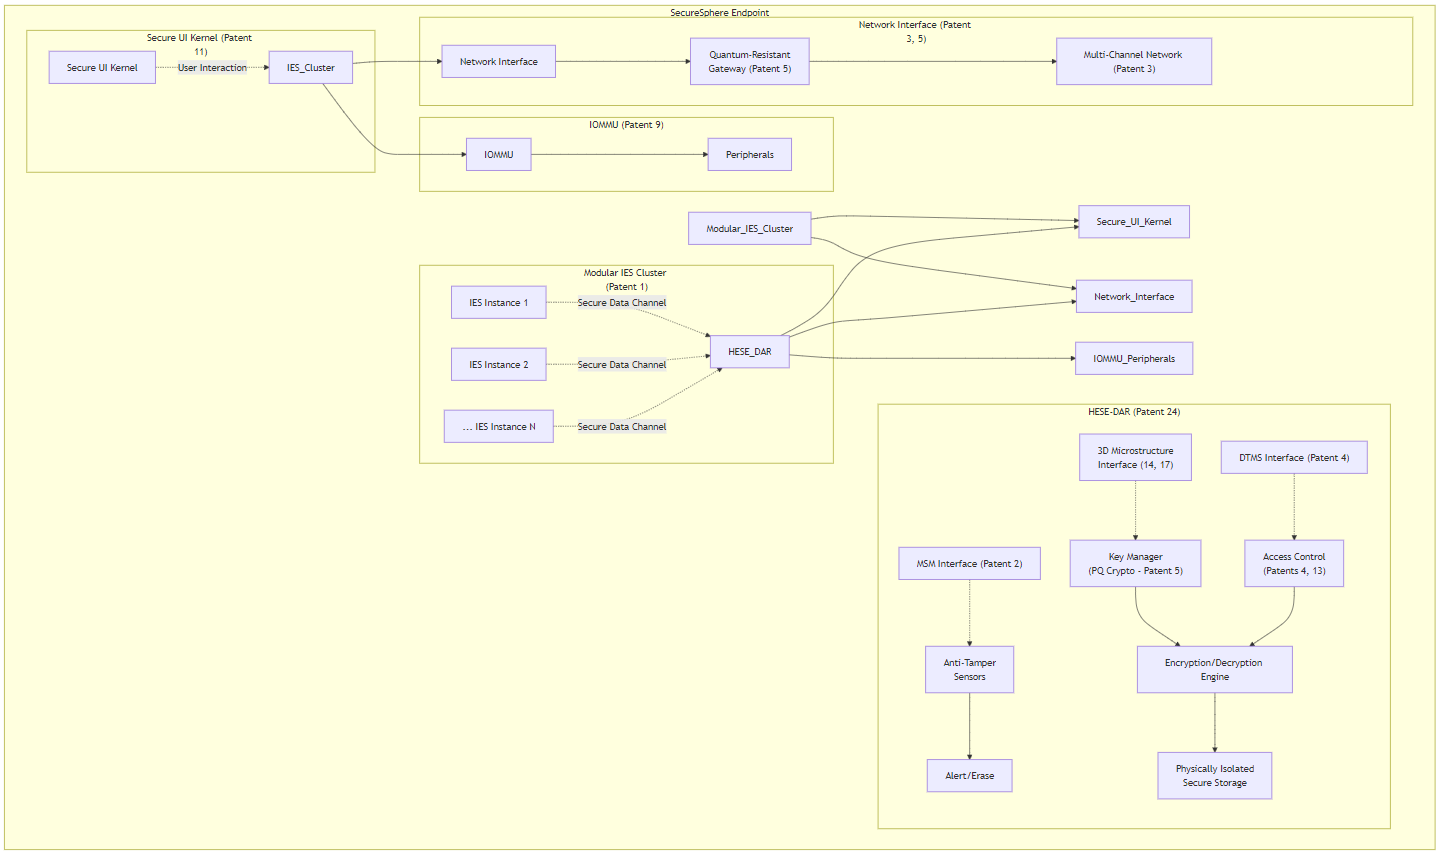 SecureSphere Endpoint
Secure UI Kernel (Patent
11)
Secure UI Kernel
User Interaction
IES_Cluster
Network Interface (Patent
3, 5)
Network Interface
Quantum-Resistant
Gateway (Patent 5)
Multi-Channel Network
(Patent 3)
IOMMU (Patent 9)
IOMMU
Peripherals
Modular_IES_Cluster
Secure_UI_Kernel
Network_Interface
IOMMU_Peripherals
Modular IES Cluster
(Patent 1)
IES Instance 1
Secure Data Channel
IES Instance 2
Secure Data Channel
... IES Instance N
Secure Data Channel
HESE_DAR
HESE-DAR (Patent 24)
3D Microstructure
Interface (14, 17)
DTMS Interface (Patent 4)
MSM Interface (Patent 2)
Key Manager
(PQ Crypto - Patent 5)
Access Control
(Patents 4, 13)
Anti-Tamper
Sensors
Encryption/Decryption
Engine
Alert/Erase
Physically Isolated
Secure Storage